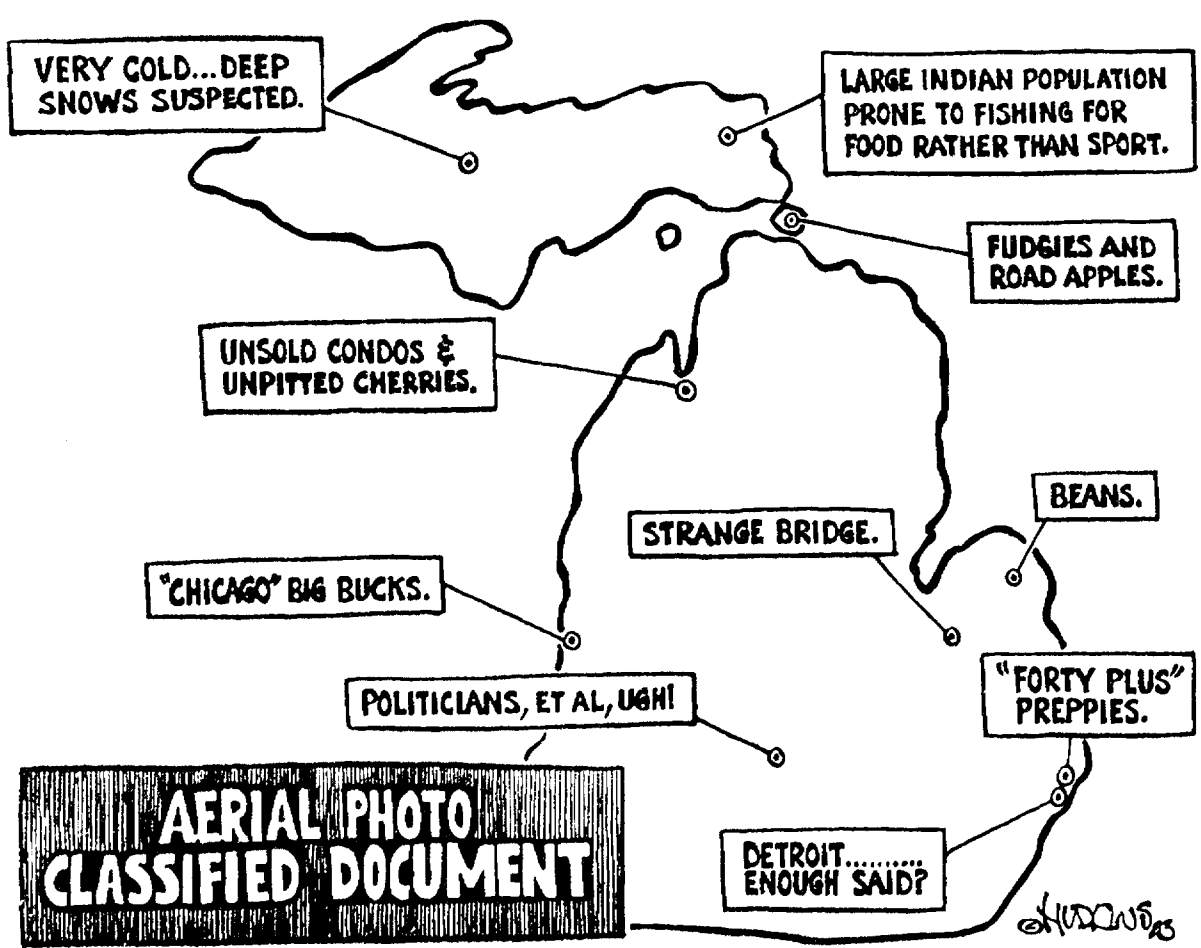 VERY COLD...DEEP
SNOWS SUSPECTED.
LARGE INDIAN POPULATION
PRONE TO FISHING FOR
FOOD RATHER THAN SPORT.
FUDGIES AND
ROAD APPLES.
UNSOLD CONDOS &
UNPITTED CHERRIES.
BEANS.
STRANGE BRIDGE.
"CHICAGO" BIG BUCKS.
"FORTY PLUS"
PREPPIES.
POLITICIANS, ET AL, UGH!
DETROIT..........
ENOUGH SAID?
AERIAL PHOTO
CLASSIFIED DOCUMENT